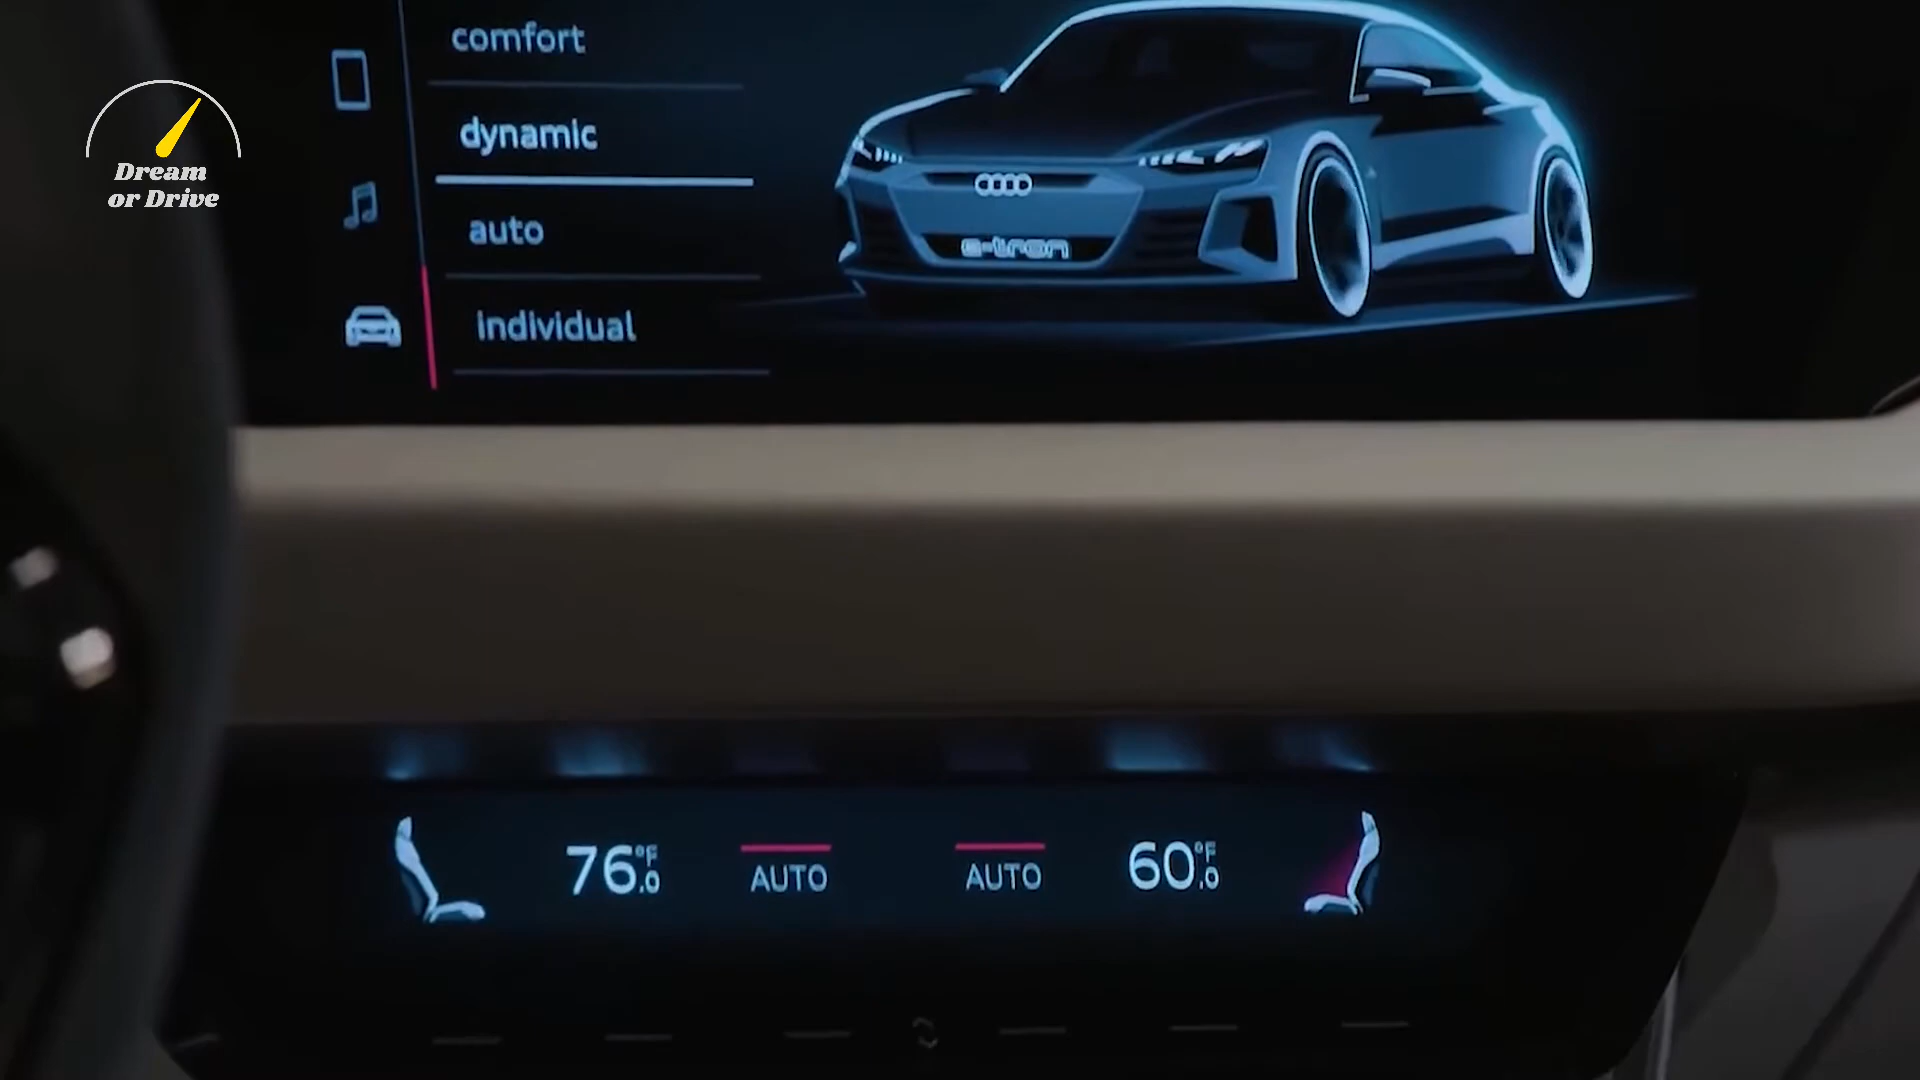 comfort
dynamic
auto
individual
e-tron
Dream
or Drive
76.0°F
AUTO
AUTO
60.0°F